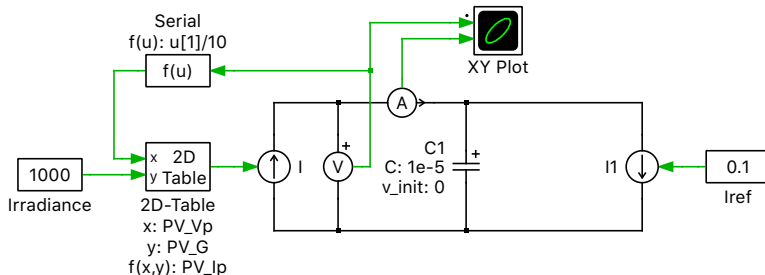 Serial
f(u): u[1]/10
f(u)
XY Plot
A
1000
Irradiance
x
y
2D
Table
2D-Table
x: PV_Vp
y: PV_G
f(x,y): PV_Ip
I
V
+
C1
C: 1e-5
v_init: 0
+
I1
0.1
Iref